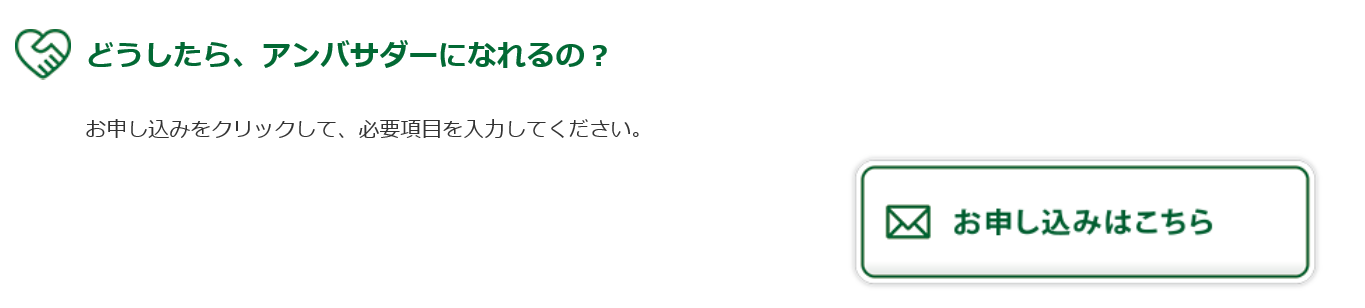 どうしたら、アンバサダーになれるの？
お申し込みをクリックして、必要項目を入力してください。
お申し込みはこちら